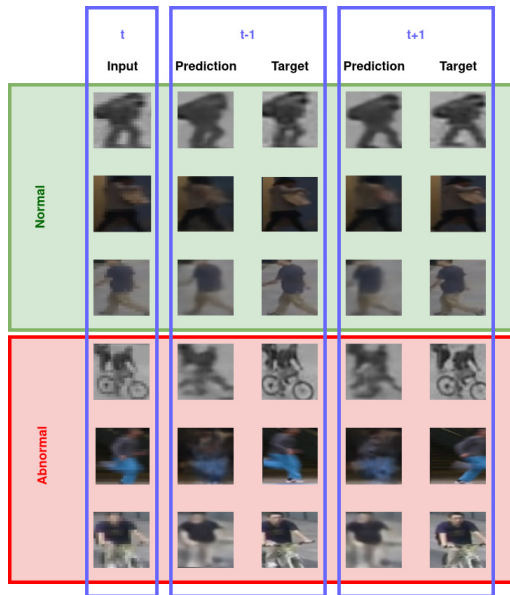 t
t-1
t+1
Input
Prediction
Target
Prediction
Target
Normal
Abnormal